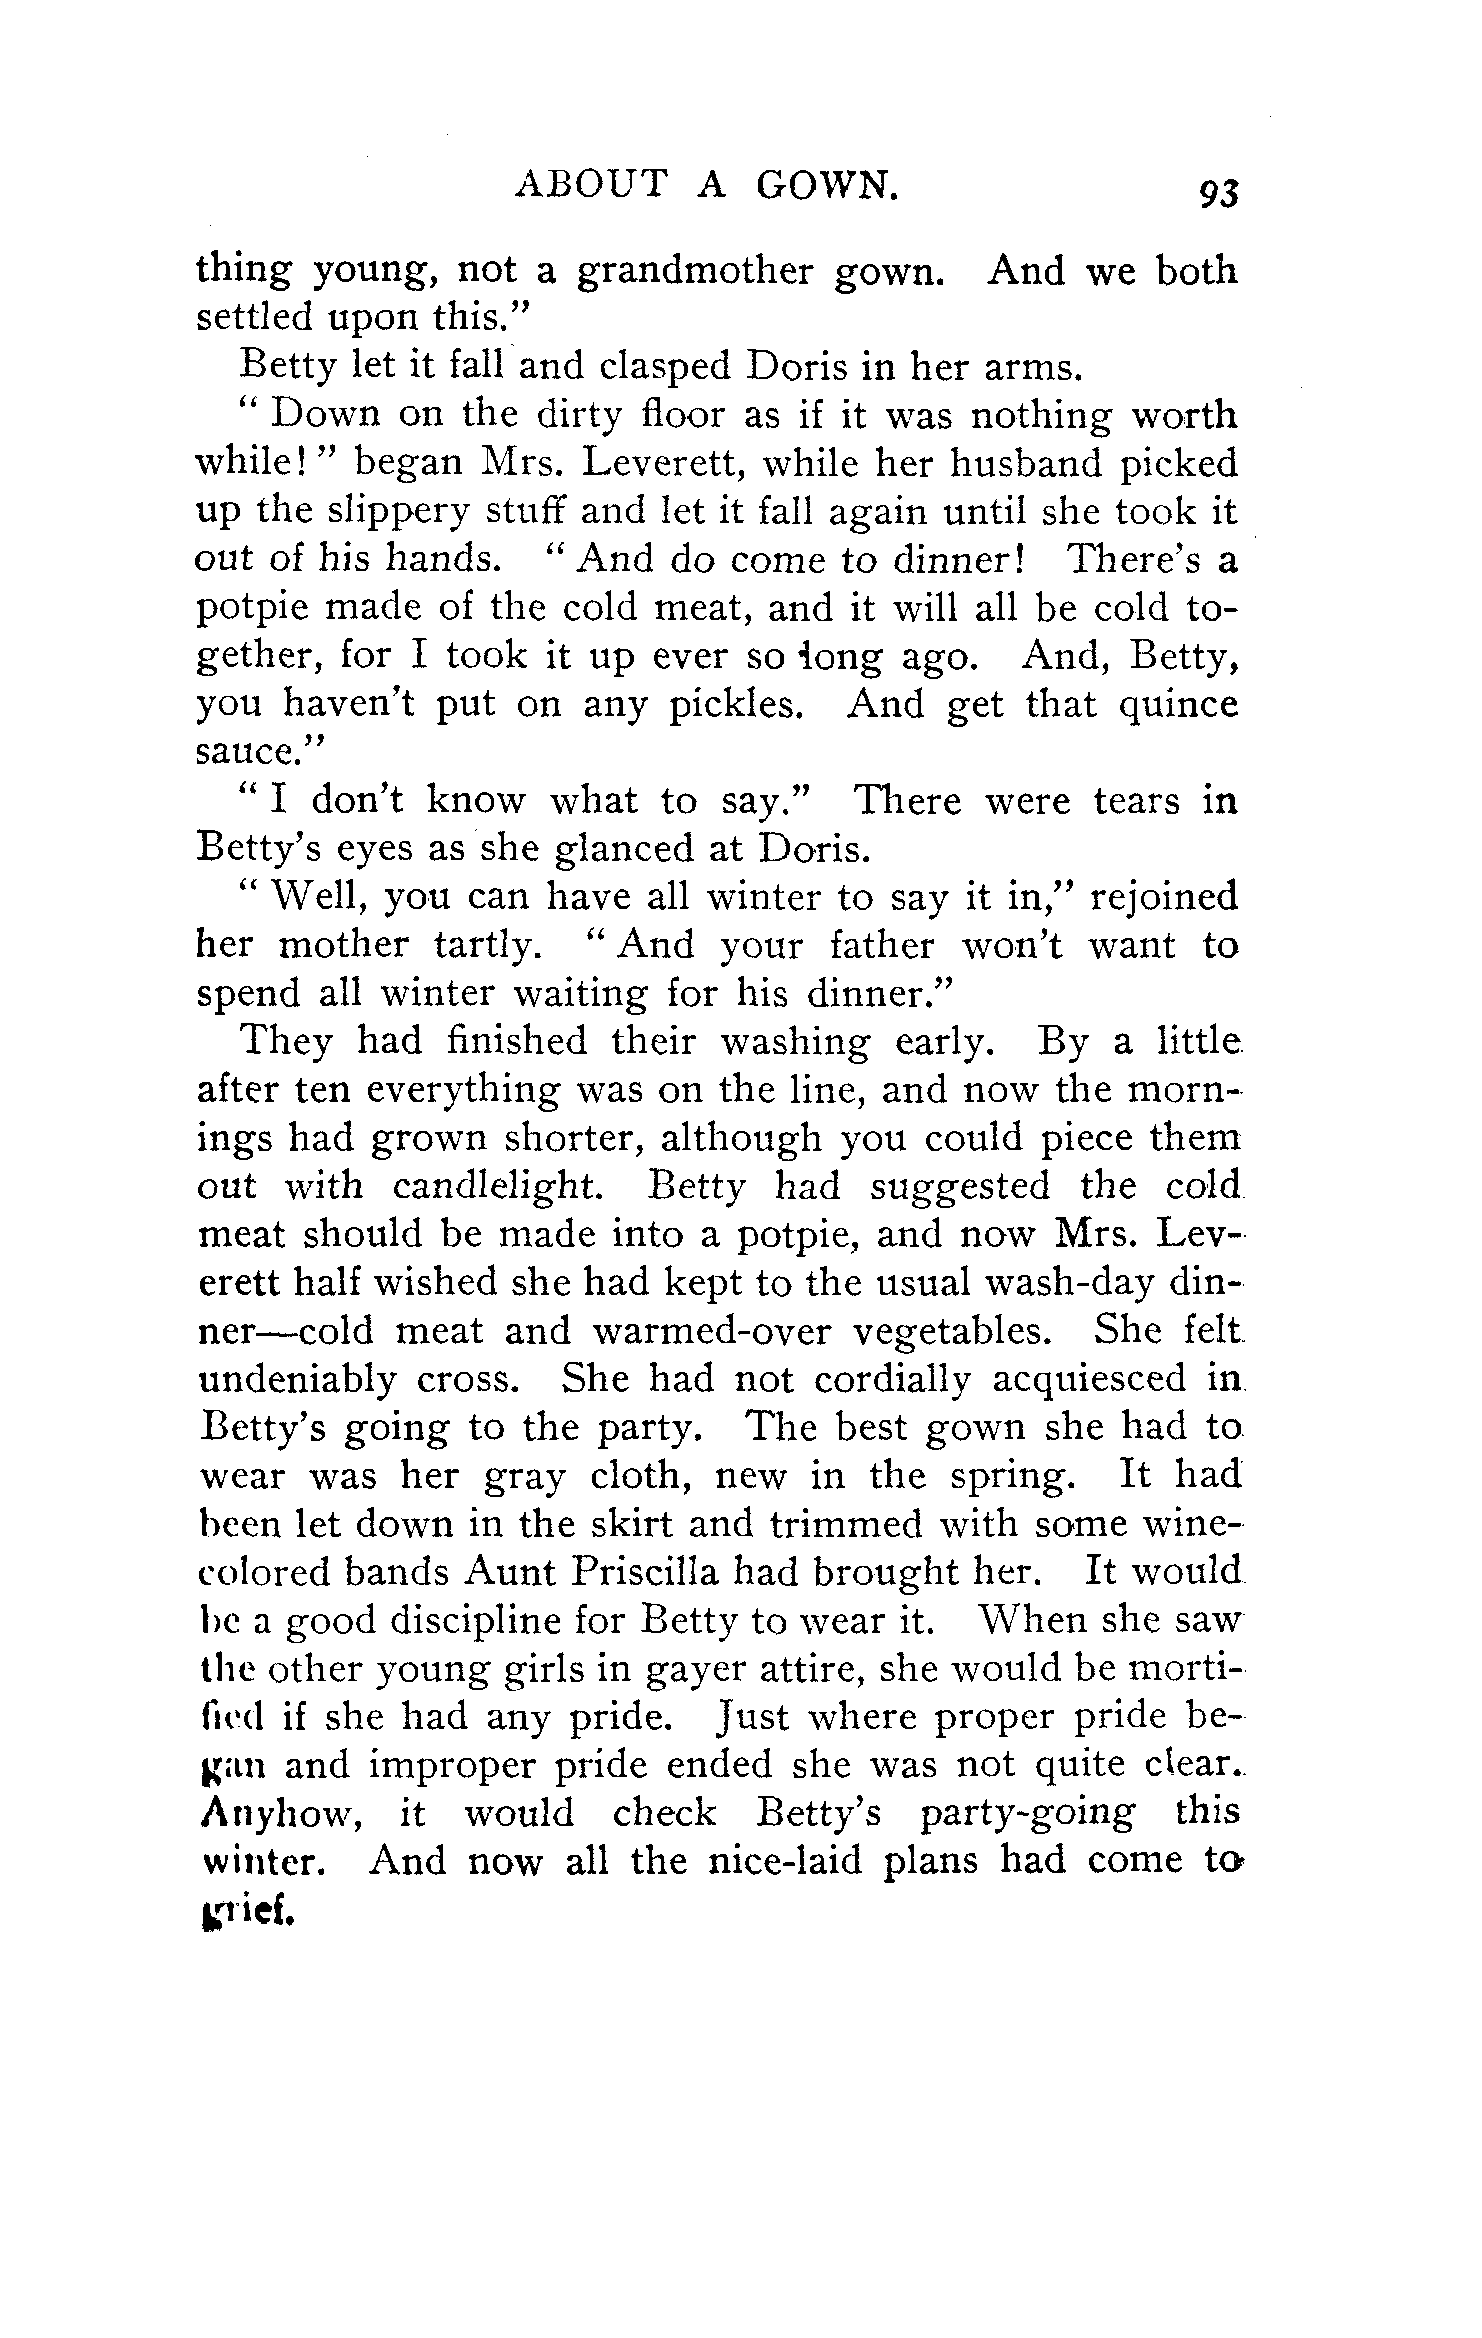 ABOUT A GOWN. 93
thing young, not a grandmother gown. And we both
settled upon this."
Betty let it fall and clasped Doris in her arms.
" Down on the dirty floor as if it was nothing worth
while! " began Mrs. Leverett, while her husband picked
up the slippery stuff and let it fall again until she took it
out of his hands. " And do come to dinner! There's a
potpie made of the cold meat, and it will all be cold to-
gether, for I took it up ever so long ago. And, Betty,
you haven't put on any pickles. And get that quince
sauce."
" I don't know what to say." There were tears in
Betty's eyes as she glanced at Doris.
" Well, you can have all winter to say it in," rejoined
her mother tartly. " And your father won't want to
spend all winter waiting for his dinner."
They had finished their washing early. By a little
after ten everything was on the line, and now the morn-
ings had grown shorter, although you could piece them
out with candlelight. Betty had suggested the cold
meat should be made into a potpie, and now Mrs. Lev-
erett half wished she had kept to the usual wash-day din-
ner—cold meat and warmed-over vegetables. She felt
undeniably cross. She had not cordially acquiesced in
Betty's going to the party. The best gown she had to
wear was her gray cloth, new in the spring. It had
been let down in the skirt and trimmed with some wine-
colored bands Aunt Priscilla had brought her. It would
be a good discipline for Betty to wear it. When she saw
the other young girls in gayer attire, she would be morti-
fied if she had any pride. Just where proper pride be-
gan and improper pride ended she was not quite clear.
Anyhow, it would check Betty's party-going this
winter. And now all the nice-laid plans had come to
grief.